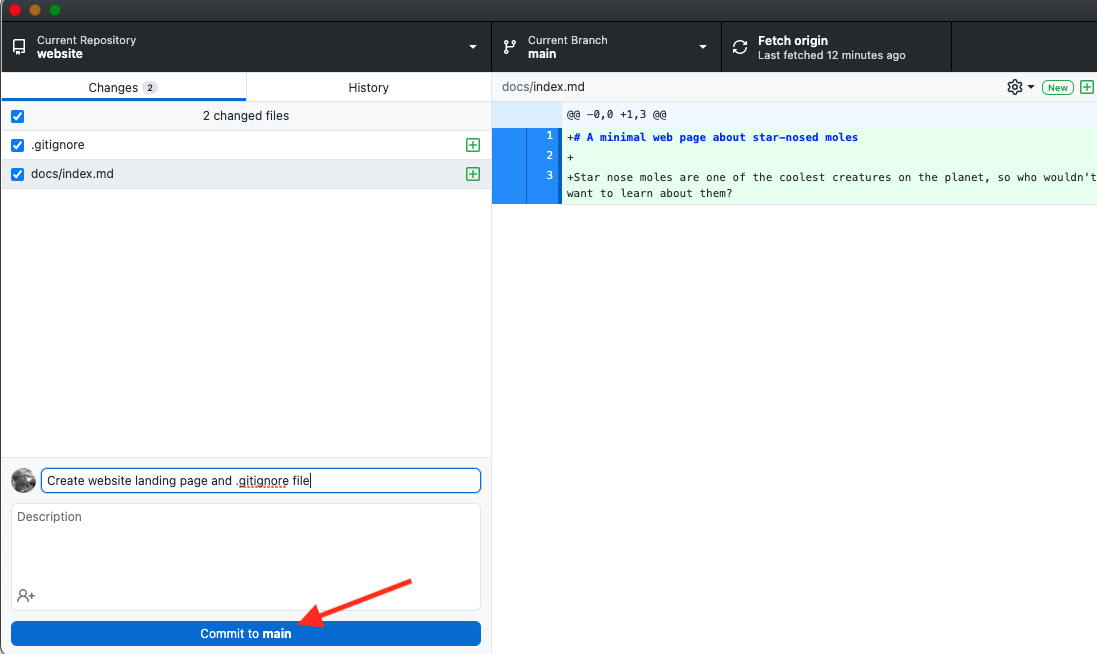 Current Repository
website
Current Branch
main
Fetch origin
Last fetched 12 minutes ago
Changes 2
History
docs/index.md
New
2 changed files
.gitignore
docs/index.md
@@ -0,0 +1,3 @@
1 +# A minimal web page about star-nosed moles
2 +
3 +Star nose moles are one of the coolest creatures on the planet, so who wouldn't
want to learn about them?
Create website landing page and .gitignore file
Description
Commit to main